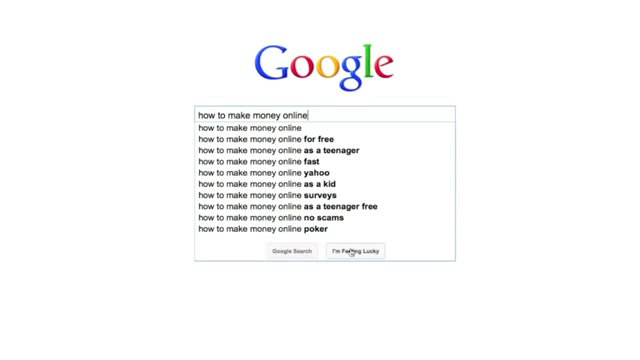 Google
how to make money online
how to make money online
how to make money online for free
how to make money online as a teenager
how to make money online fast
how to make money online yahoo
how to make money online as a kid
how to make money online surveys
how to make money online as a teenager free
how to make money online no scams
how to make money online poker
Google Search
I'm Feeling Lucky